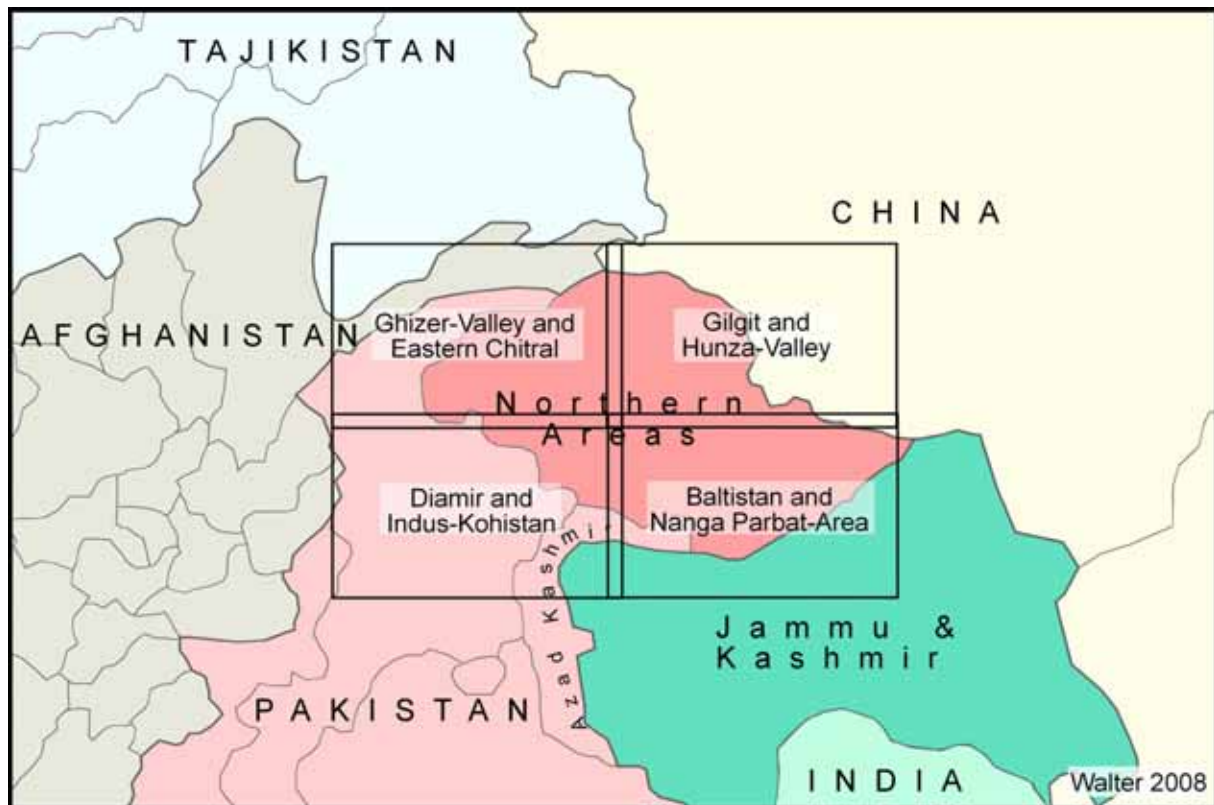 TAJIKISTAN
CHINA
AFGHANISTAN
Ghizer-Valley and
Eastern Chitral
Gilgit and
Hunza-Valley
Northern
Areas
Diamir and
Indus-Kohistan
Baltistan and
Nanga Parbat-Area
Azad Kashmir
Jammu &
Kashmir
PAKISTAN
INDIA
Walter 2008